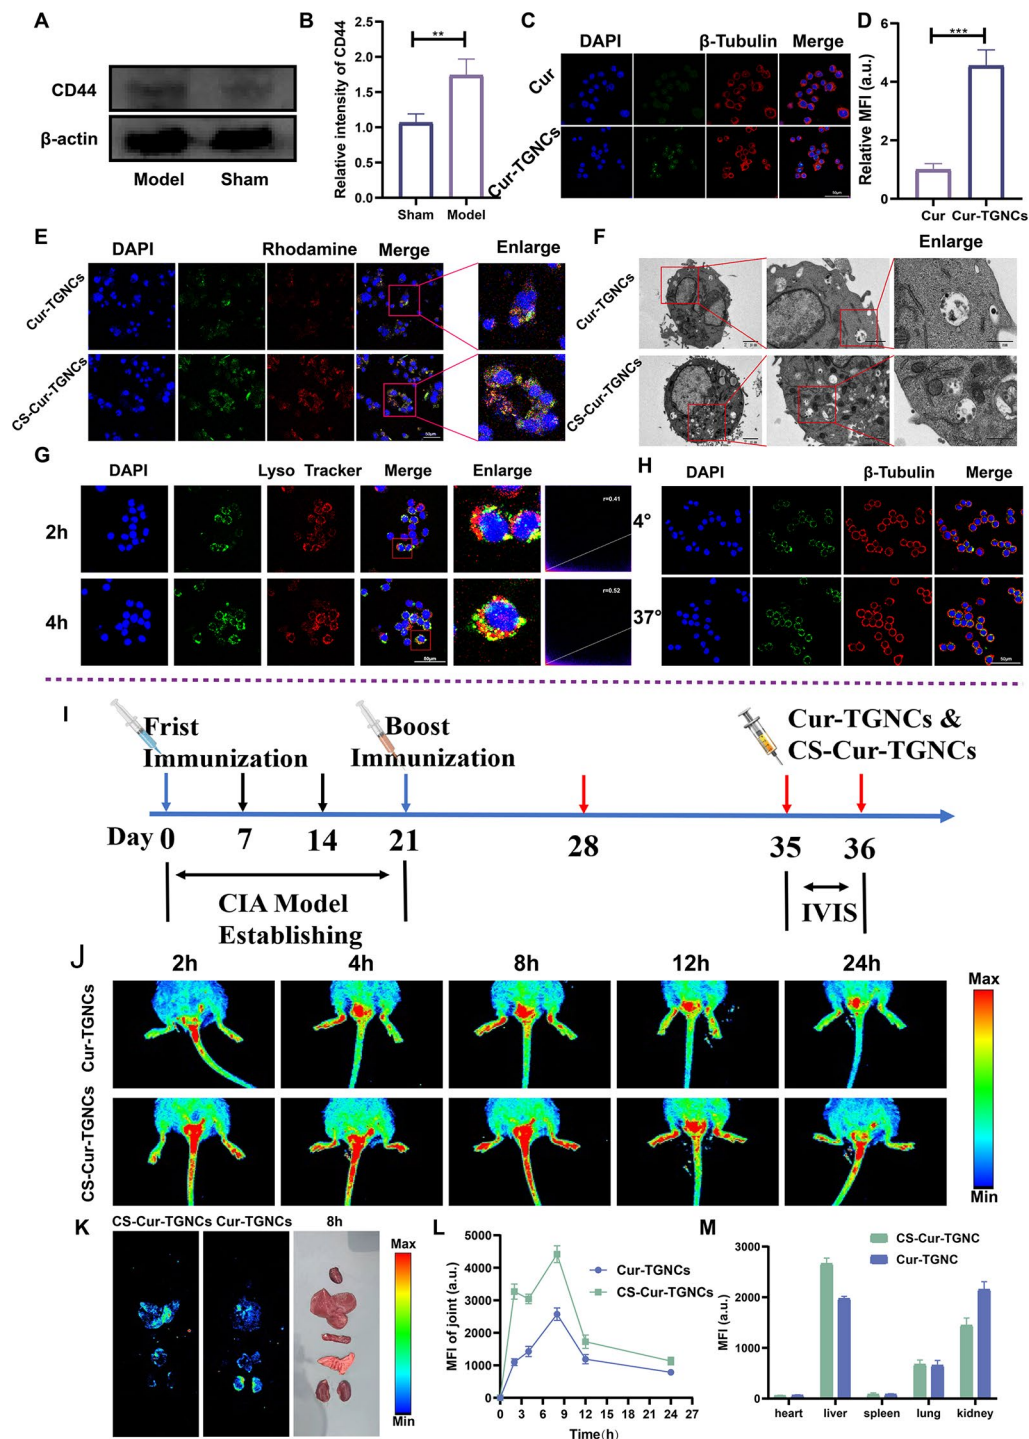 A
CD44
β-actin
Model Sham
B
Relative intensity of CD44
2.5
2.0
1.5
1.0
0.5
0.0
**
Sham Model
C
DAPI β-Tubulin Merge
Cur
Cur-TGNCs
50μm
D
Relative MFI (a.u.)
6
4
2
0
***
Cur Cur-TGNCs
E
DAPI Rhodamine Merge Enlarge
Cur-TGNCs
CS-Cur-TGNCs
50μm
F
Enlarge
Cur-TGNCs
CS-Cur-TGNCs
G
DAPI Lyso Tracker Merge Enlarge
2h
r=0.41
4h
r=0.52
50μm
H
DAPI β-Tubulin Merge
4°
37°
50μm
I
Frist
Immunization
Boost
Immunization
Cur-TGNCs &
CS-Cur-TGNCs
Day 0 7 14 21 28 35 36
CIA Model
Establishing
IVIS
J
2h 4h 8h 12h 24h
Cur-TGNCs
CS-Cur-TGNCs
Max
Min
K
CS-Cur-TGNCs Cur-TGNCs 8h
Max
Min
L
MFI of joint (a.u.)
5000
4000
3000
2000
1000
0
Cur-TGNCs
CS-Cur-TGNCs
0 3 6 9 12 15 18 21 24 27
Time(h)
M
CS-Cur-TGNC
Cur-TGNC
MFI (a.u.)
3000
2000
1000
0
heart liver spleen lung kidney